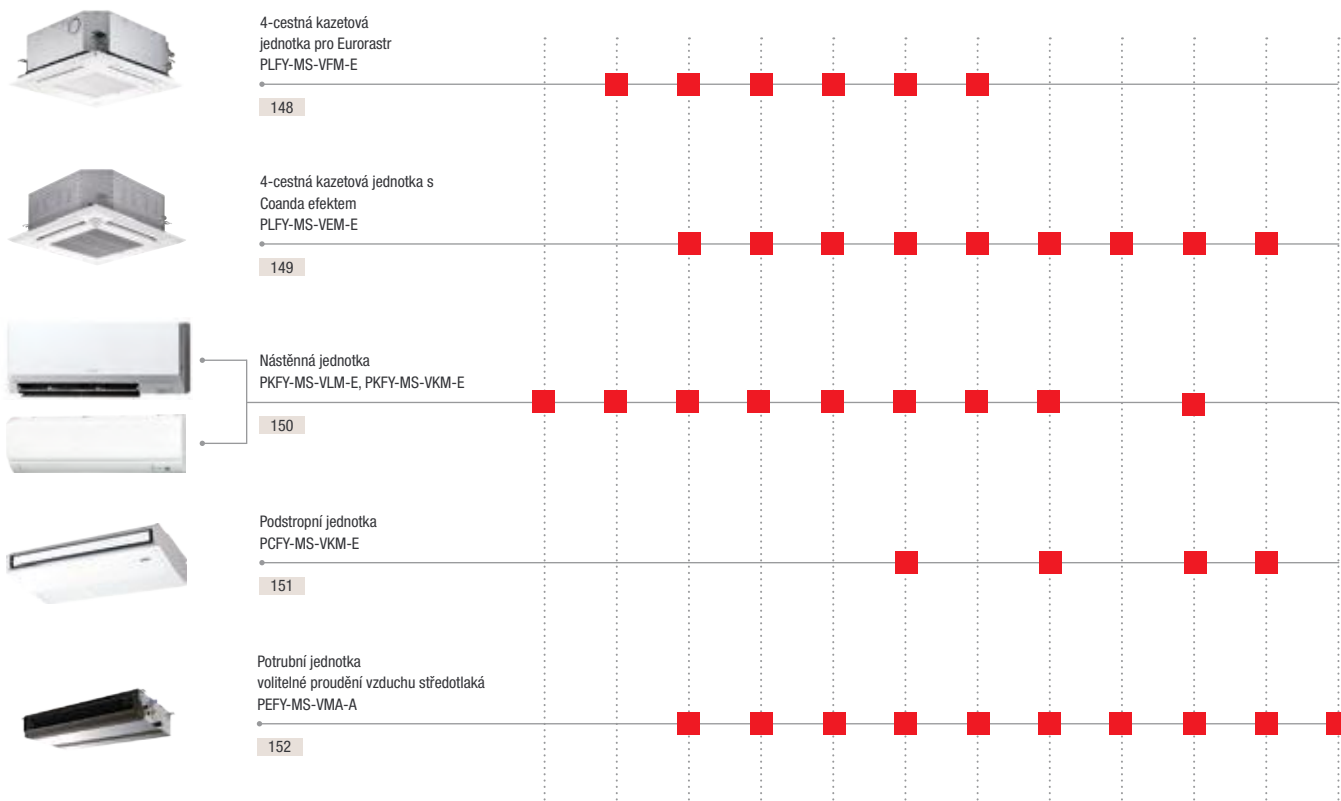 4-cestná kazetová
jednotka pro Eurorastr
PLFY-MS-VFM-E
148
4-cestná kazetová jednotka s
Coanda efektem
PLFY-MS-VEM-E
149
Nástěnná jednotka
PKFY-MS-VLM-E, PKFY-MS-VKM-E
150
Podstropní jednotka
PCFY-MS-VKM-E
151
Potrubní jednotka
volitelné proudění vzduchu středotlaká
PEFY-MS-VMA-A
152